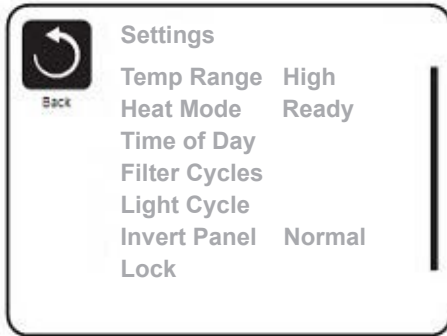 Settings
Back
Temp Range High
Heat Mode Ready
Time of Day
Filter Cycles
Light Cycle
Invert Panel Normal
Lock